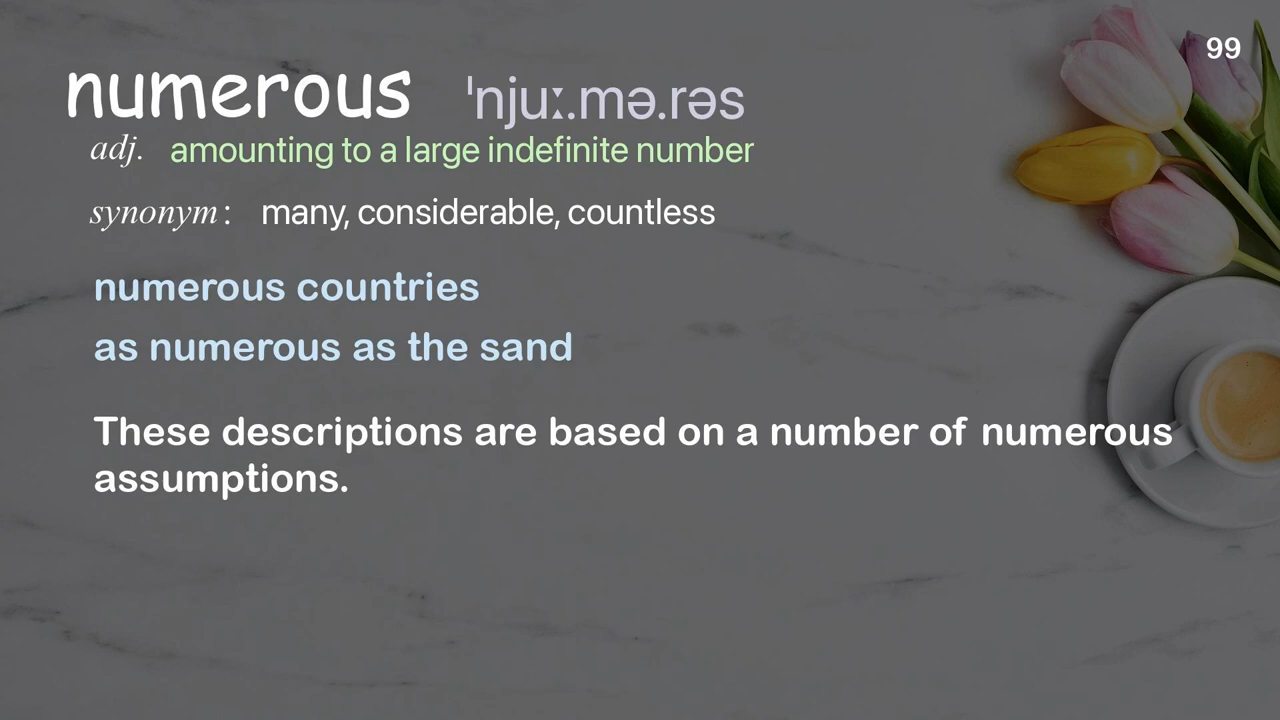 99
numerous ˈnjuː.mə.rəs
adj. amounting to a large indefinite number
synonym: many, considerable, countless
numerous countries
as numerous as the sand
These descriptions are based on a number of numerous
assumptions.